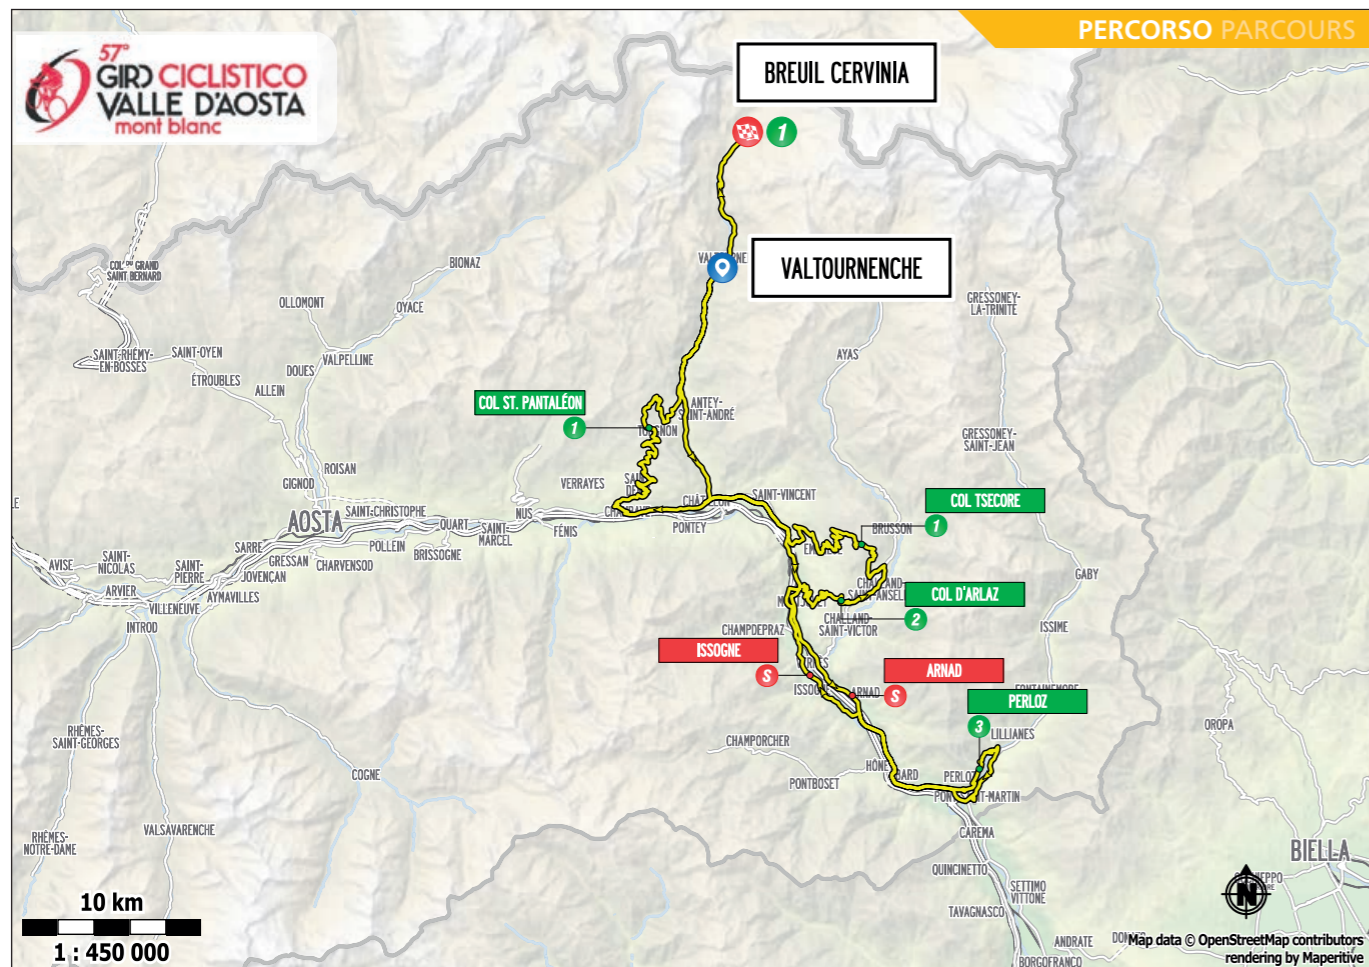 PERCORSO PARCOURS
57°
GIRO CICLISTICO
VALLE D'AOSTA
mont blanc
BREUIL CERVINIA
1
VALTOURNENCHE
COL DU GRAND
SAINT BERNARD
BIONAZ
OLLOMONT
OYACE
GRESSONEY-
LA-TRINITÉ
SAINT-RHÉMY-
EN-BOSSES
SAINT-OYEN
ÉTROUBLES
ALLEIN
DOUES
VALPELLINE
AYAS
COL ST. PANTALÉON
1
ANTEY-
SAINT-ANDRÉ
GRESSONEY-
SAINT-JEAN
ROISAN
GIGNOD
VERRAYES
SAINT-VINCENT
COL TSECORE
1
BRUSSON
AOSTA
SAINT-CHRISTOPHE
QUART
SAINT-
MARCEL
NUS
FÉNIS
PONTEY
SARRE
GRESSAN
JOVENÇAN
CHARVENSOD
POLLEIN
BRISSOGNE
AVISE
SAINT-
NICOLAS
SAINT-
PIERRE
ARVIER
VILLENEUVE
AYMAVILLES
INTROD
GABY
COL D'ARLAZ
2
CHALLAND-
SAINT-VICTOR
CHAMPDEPRAZ
ISSIME
ISSOGNE
S
ARNAD
S
ARNAD
FONTAINEMORE
PERLOZ
3
LILLIANES
RHÊMES-
SAINT-GEORGES
COGNE
CHAMPORCHER
PONTBOSET
HÔNE
BARD
OROPA
VALSAVARENCHE
RHÊMES-
NOTRE-DAME
CAREMA
QUINCINETTO
SETTIMO
VITTONE
TAVAGNASCO
BIELLA
ANDRATE
BORGOFRANCO
N
10 km
1 : 450 000
Map data © OpenStreetMap contributors
rendering by Maperitive